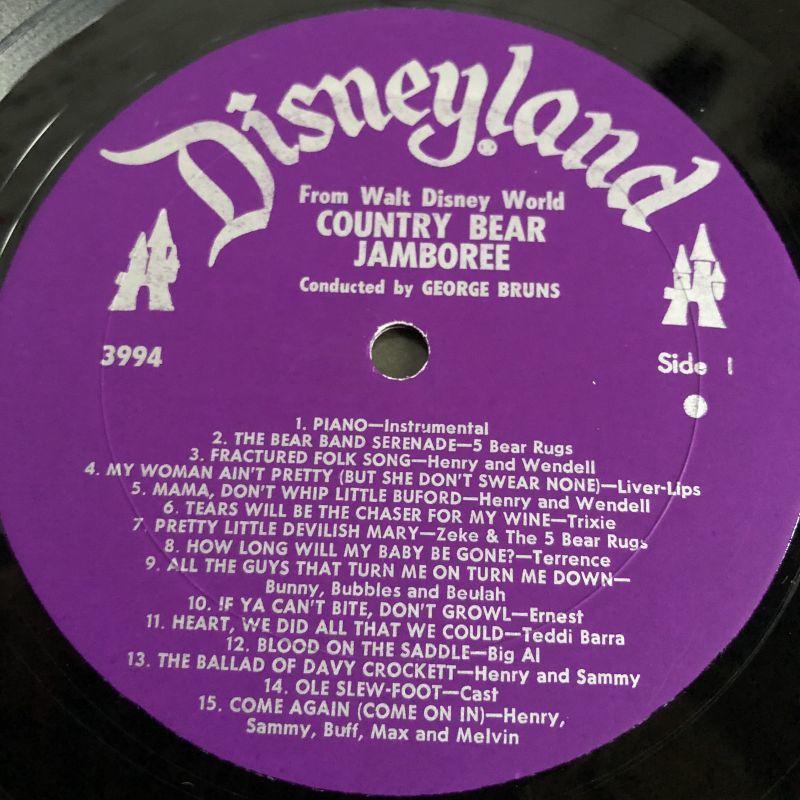 Disneyland
From Walt Disney World
COUNTRY BEAR
JAMBOREE
Conducted by GEORGE BRUNS
3994
Side 1
1. PIANO—Instrumental
2. THE BEAR BAND SERENADE—5 Bear Rugs
3. FRACTURED FOLK SONG—Henry and Wendell
4. MY WOMAN AIN'T PRETTY (BUT SHE DON'T SWEAR NONE)—Liver-Lips
5. MAMA, DON'T WHIP LITTLE BUFORD—Henry and Wendell
6. TEARS WILL BE THE CHASER FOR MY WINE—Trixie
7. PRETTY LITTLE DEVILISH MARY—Zeke & The 5 Bear Rugs
8. HOW LONG WILL MY BABY BE GONE?—Terrence
9. ALL THE GUYS THAT TURN ME ON TURN ME DOWN—
Bunny, Bubbles and Beulah
10. IF YA CAN'T BITE, DON'T GROWL—Ernest
11. HEART, WE DID ALL THAT WE COULD—Teddi Barra
12. BLOOD ON THE SADDLE—Big Al
13. THE BALLAD OF DAVY CROCKETT—Henry and Sammy
14. OLE SLEW-FOOT—Cast
15. COME AGAIN (COME ON IN)—Henry,
Sammy, Buff, Max and Melvin